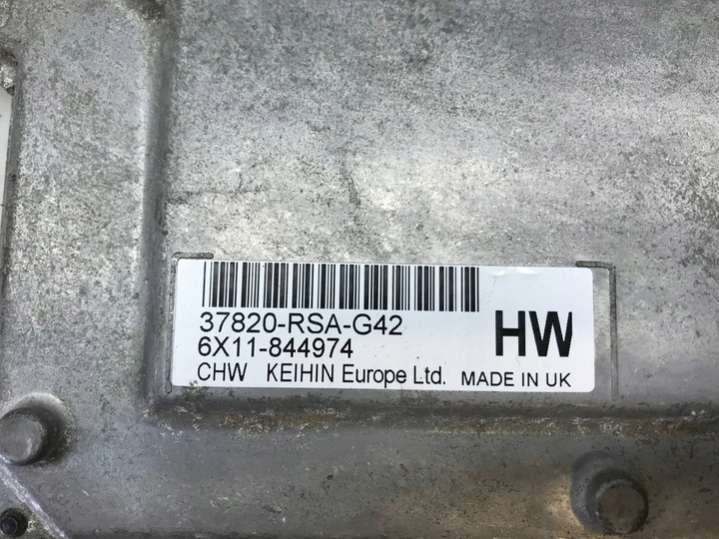 37820-RSA-G42
6X11-844974
HW
CHW KEIHIN Europe Ltd. MADE IN UK